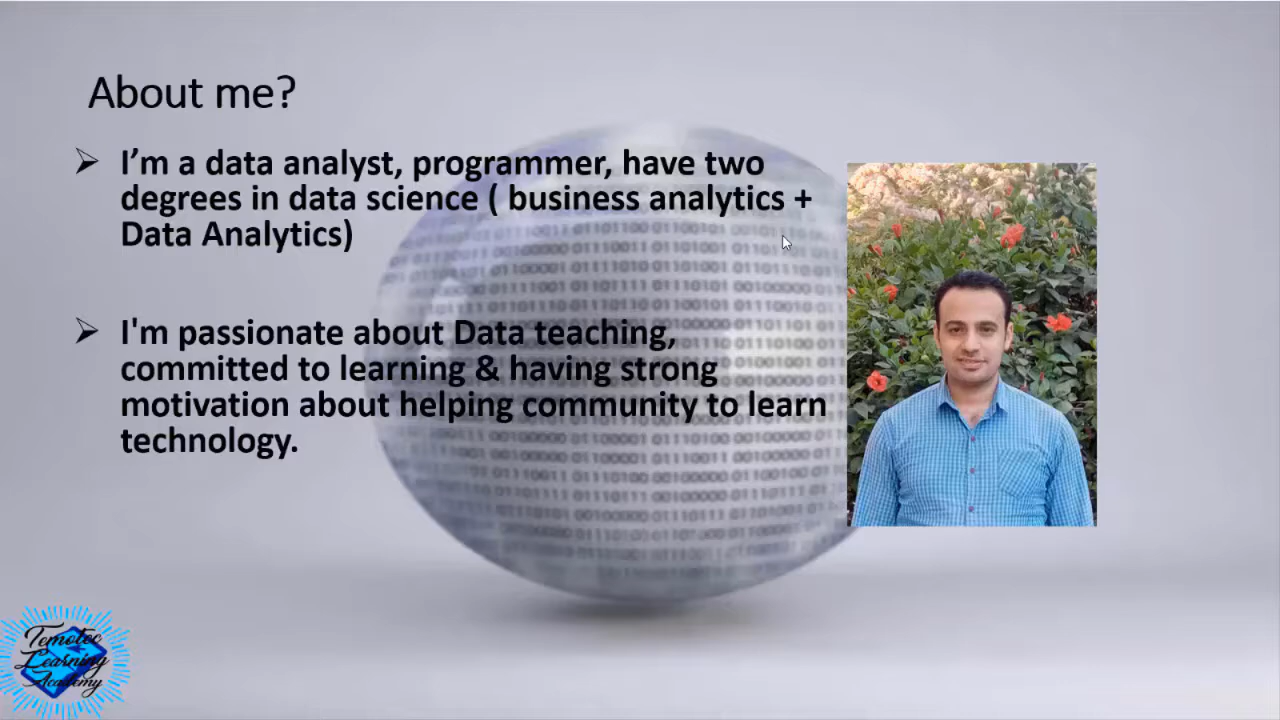 About me?
I’m a data analyst, programmer, have two
degrees in data science ( business analytics +
Data Analytics)
I'm passionate about Data teaching,
committed to learning & having strong
motivation about helping community to learn
technology.
Temotec
Learning
Academy